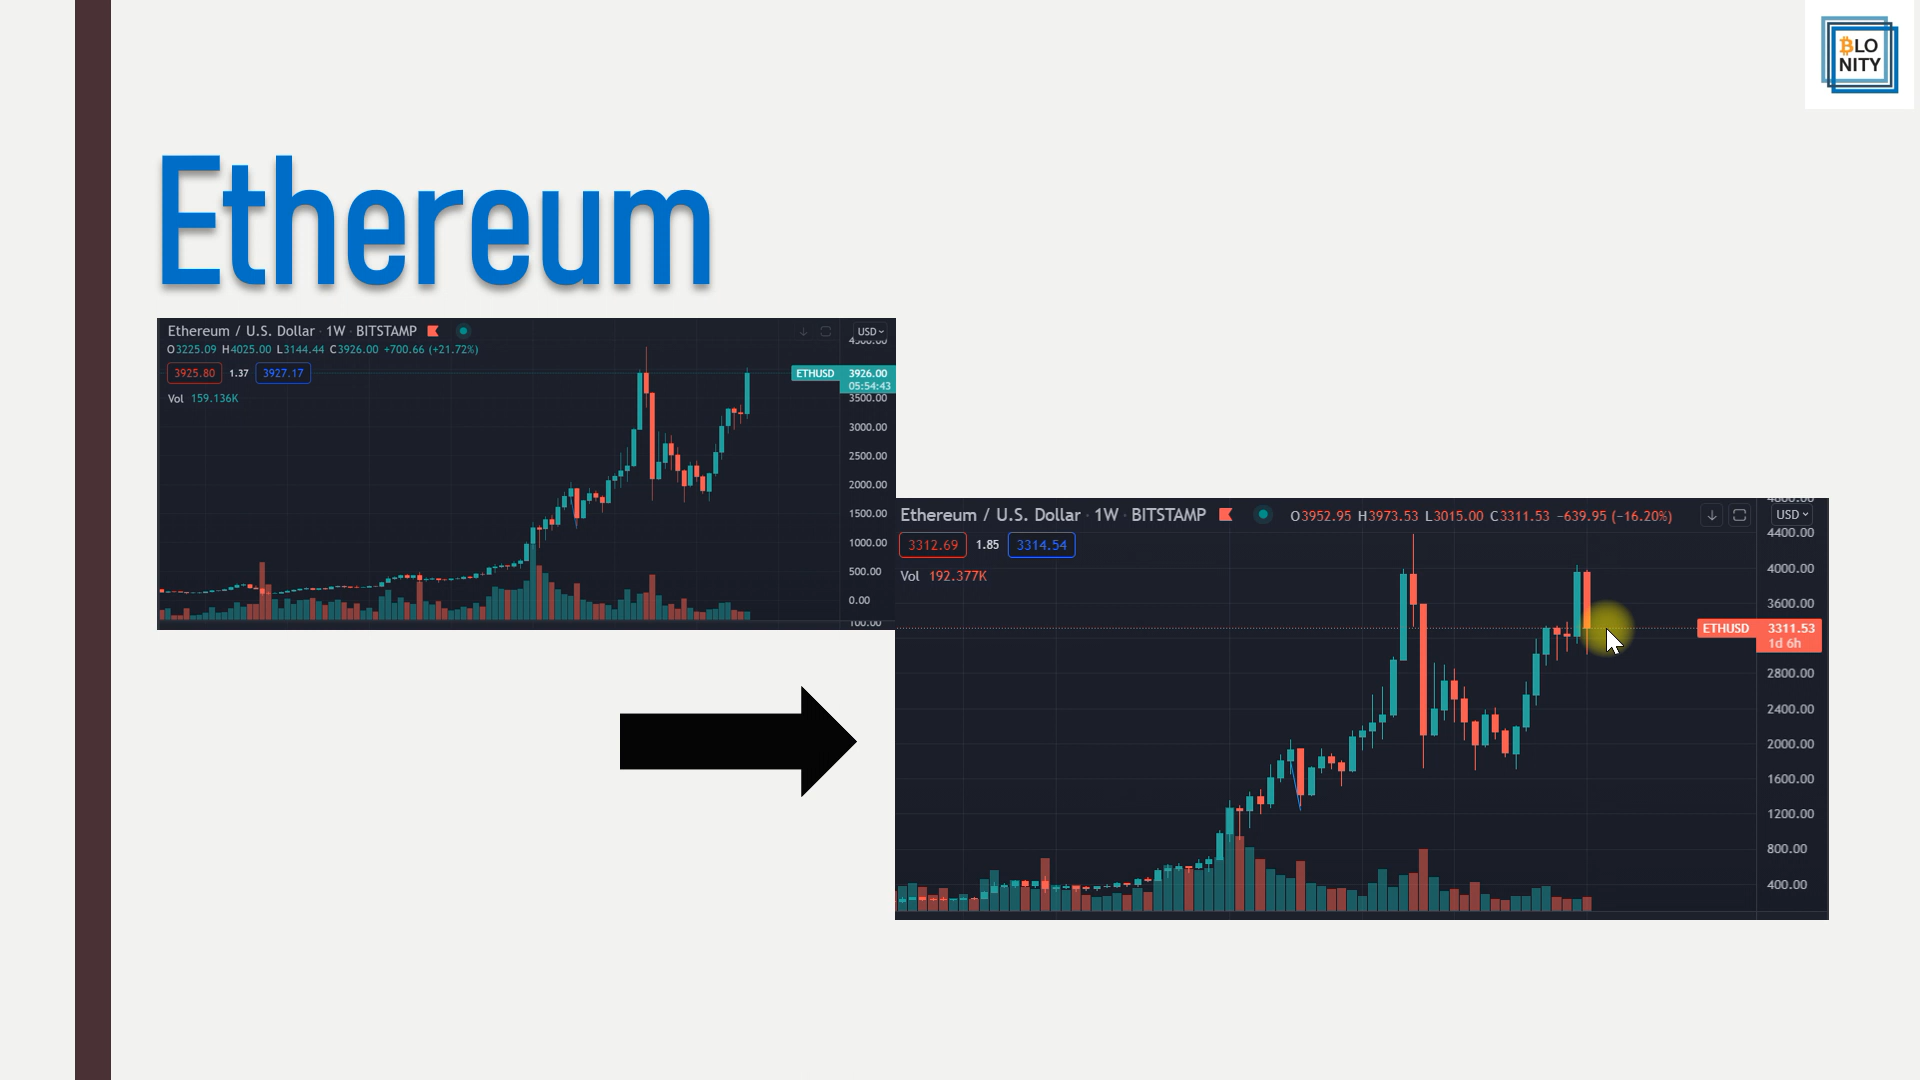 ₿LO
NITY
Ethereum
Ethereum / U.S. Dollar · 1W · BITSTAMP
USD
O3225.09 H4025.00 L3144.44 C3926.00 +700.66 (+21.72%)
4500.00
3925.80 1.37 3927.17
ETHUSD 3926.00
05:54:43
Vol 159.136K
3500.00
3000.00
2500.00
2000.00
1500.00
1000.00
500.00
0.00
Ethereum / U.S. Dollar · 1W · BITSTAMP
O3952.95 H3973.53 L3015.00 C3311.53 −639.95 (−16.20%)
USD
4800.00
4400.00
3312.69 1.85 3314.54
Vol 192.377K
4000.00
3600.00
ETHUSD 3311.53
1d 6h
2800.00
2400.00
2000.00
1600.00
1200.00
800.00
400.00